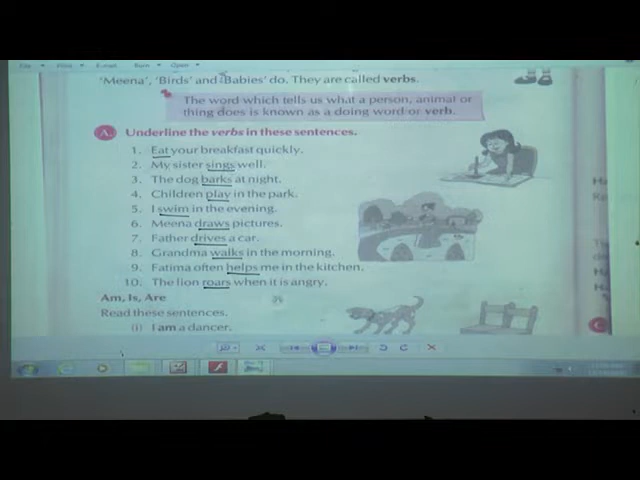 'Meena', 'Birds' and 'Babies' do. They are called verbs.
The word which tells us what a person, animal or
thing does is known as a doing word or verb.
A. Underline the verbs in these sentences.
1. Eat your breakfast quickly.
2. My sister sings well.
3. The dog barks at night.
4. Children play in the park.
5. I swim in the evening.
6. Meena draws pictures.
7. Father drives a car.
8. Grandma walks in the morning.
9. Fatima often helps me in the kitchen.
10. The lion roars when it is angry.
Am, Is, Are
Read these sentences.
(i) I am a dancer.